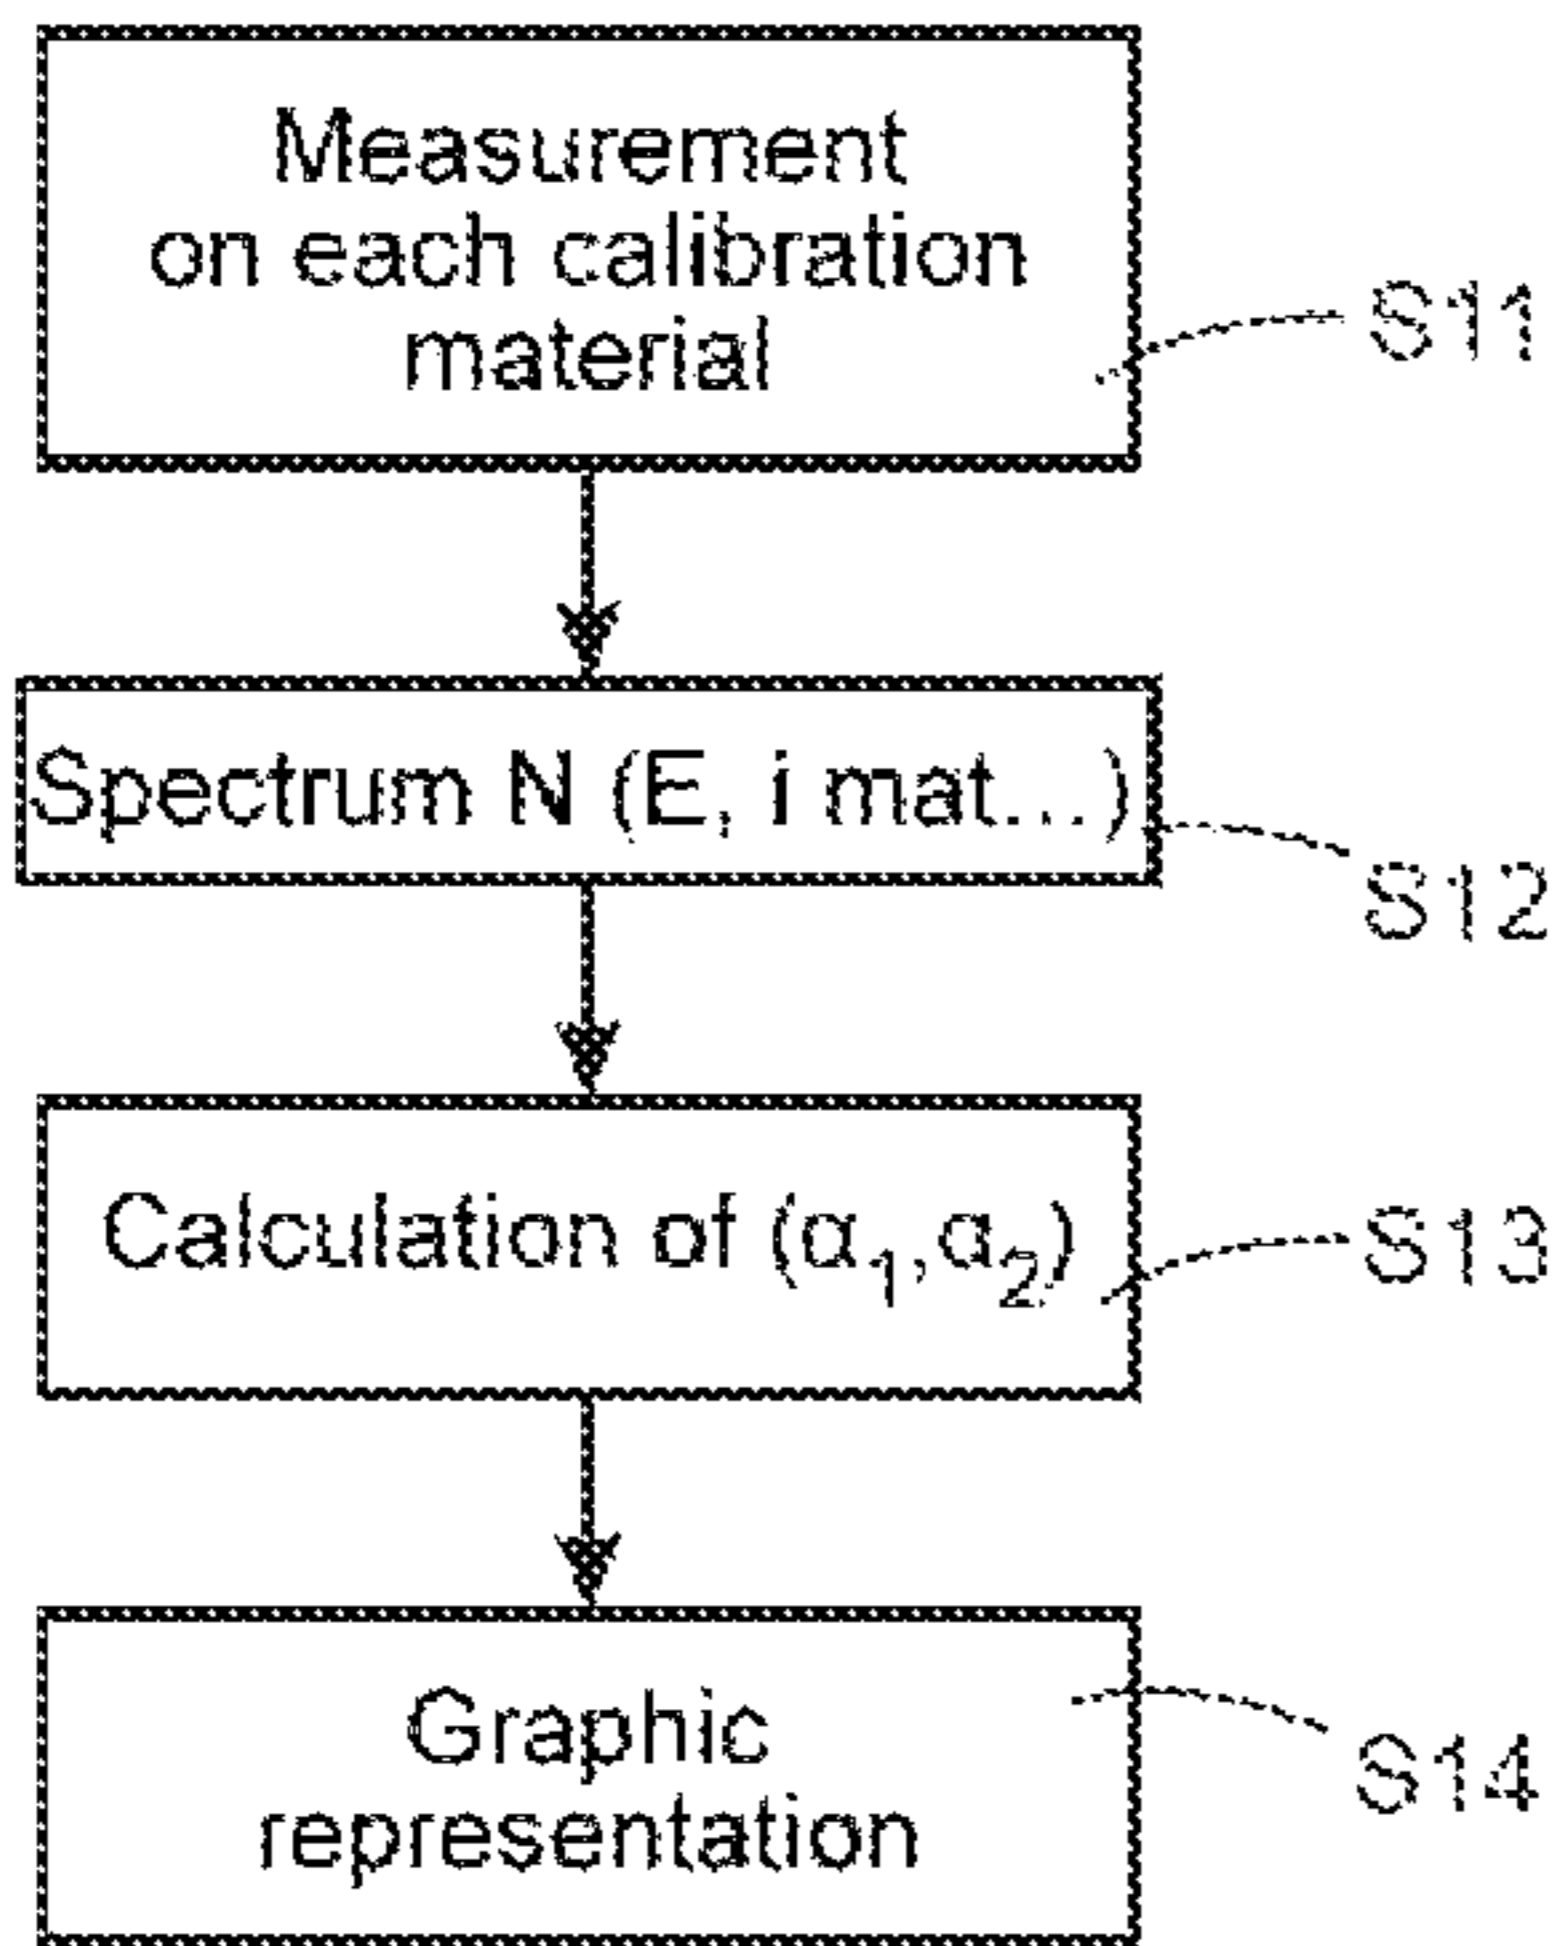 Measurement
on each calibration
material
S11
Spectrum N (E, i mat...)
S12
Calculation of (α₁,α₂)
S13
Graphic
representation
S14